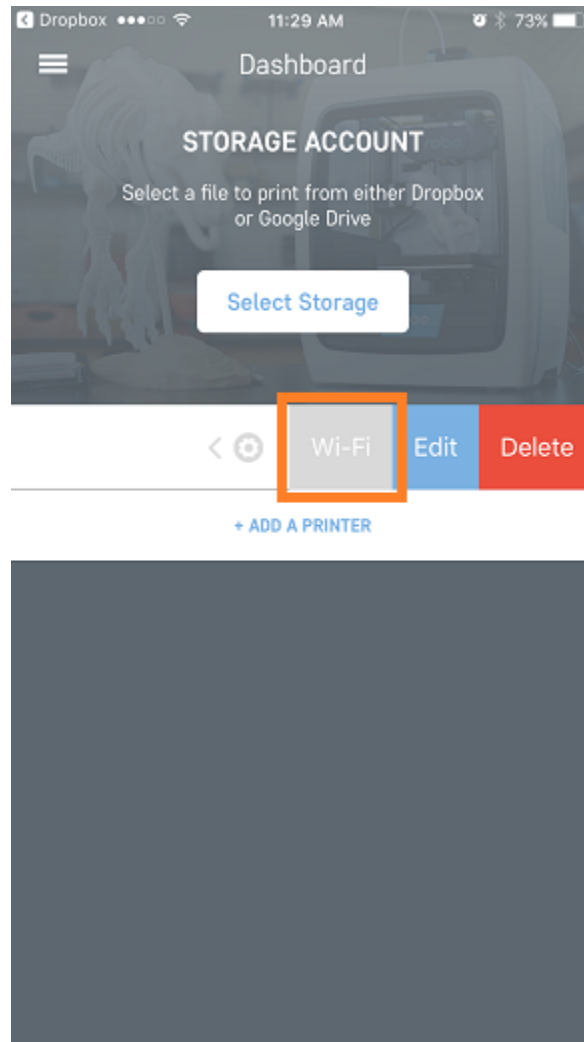 Dropbox 11:29 AM 73%
Dashboard
STORAGE ACCOUNT
Select a file to print from either Dropbox
or Google Drive
Select Storage
Wi-Fi Edit Delete
+ ADD A PRINTER